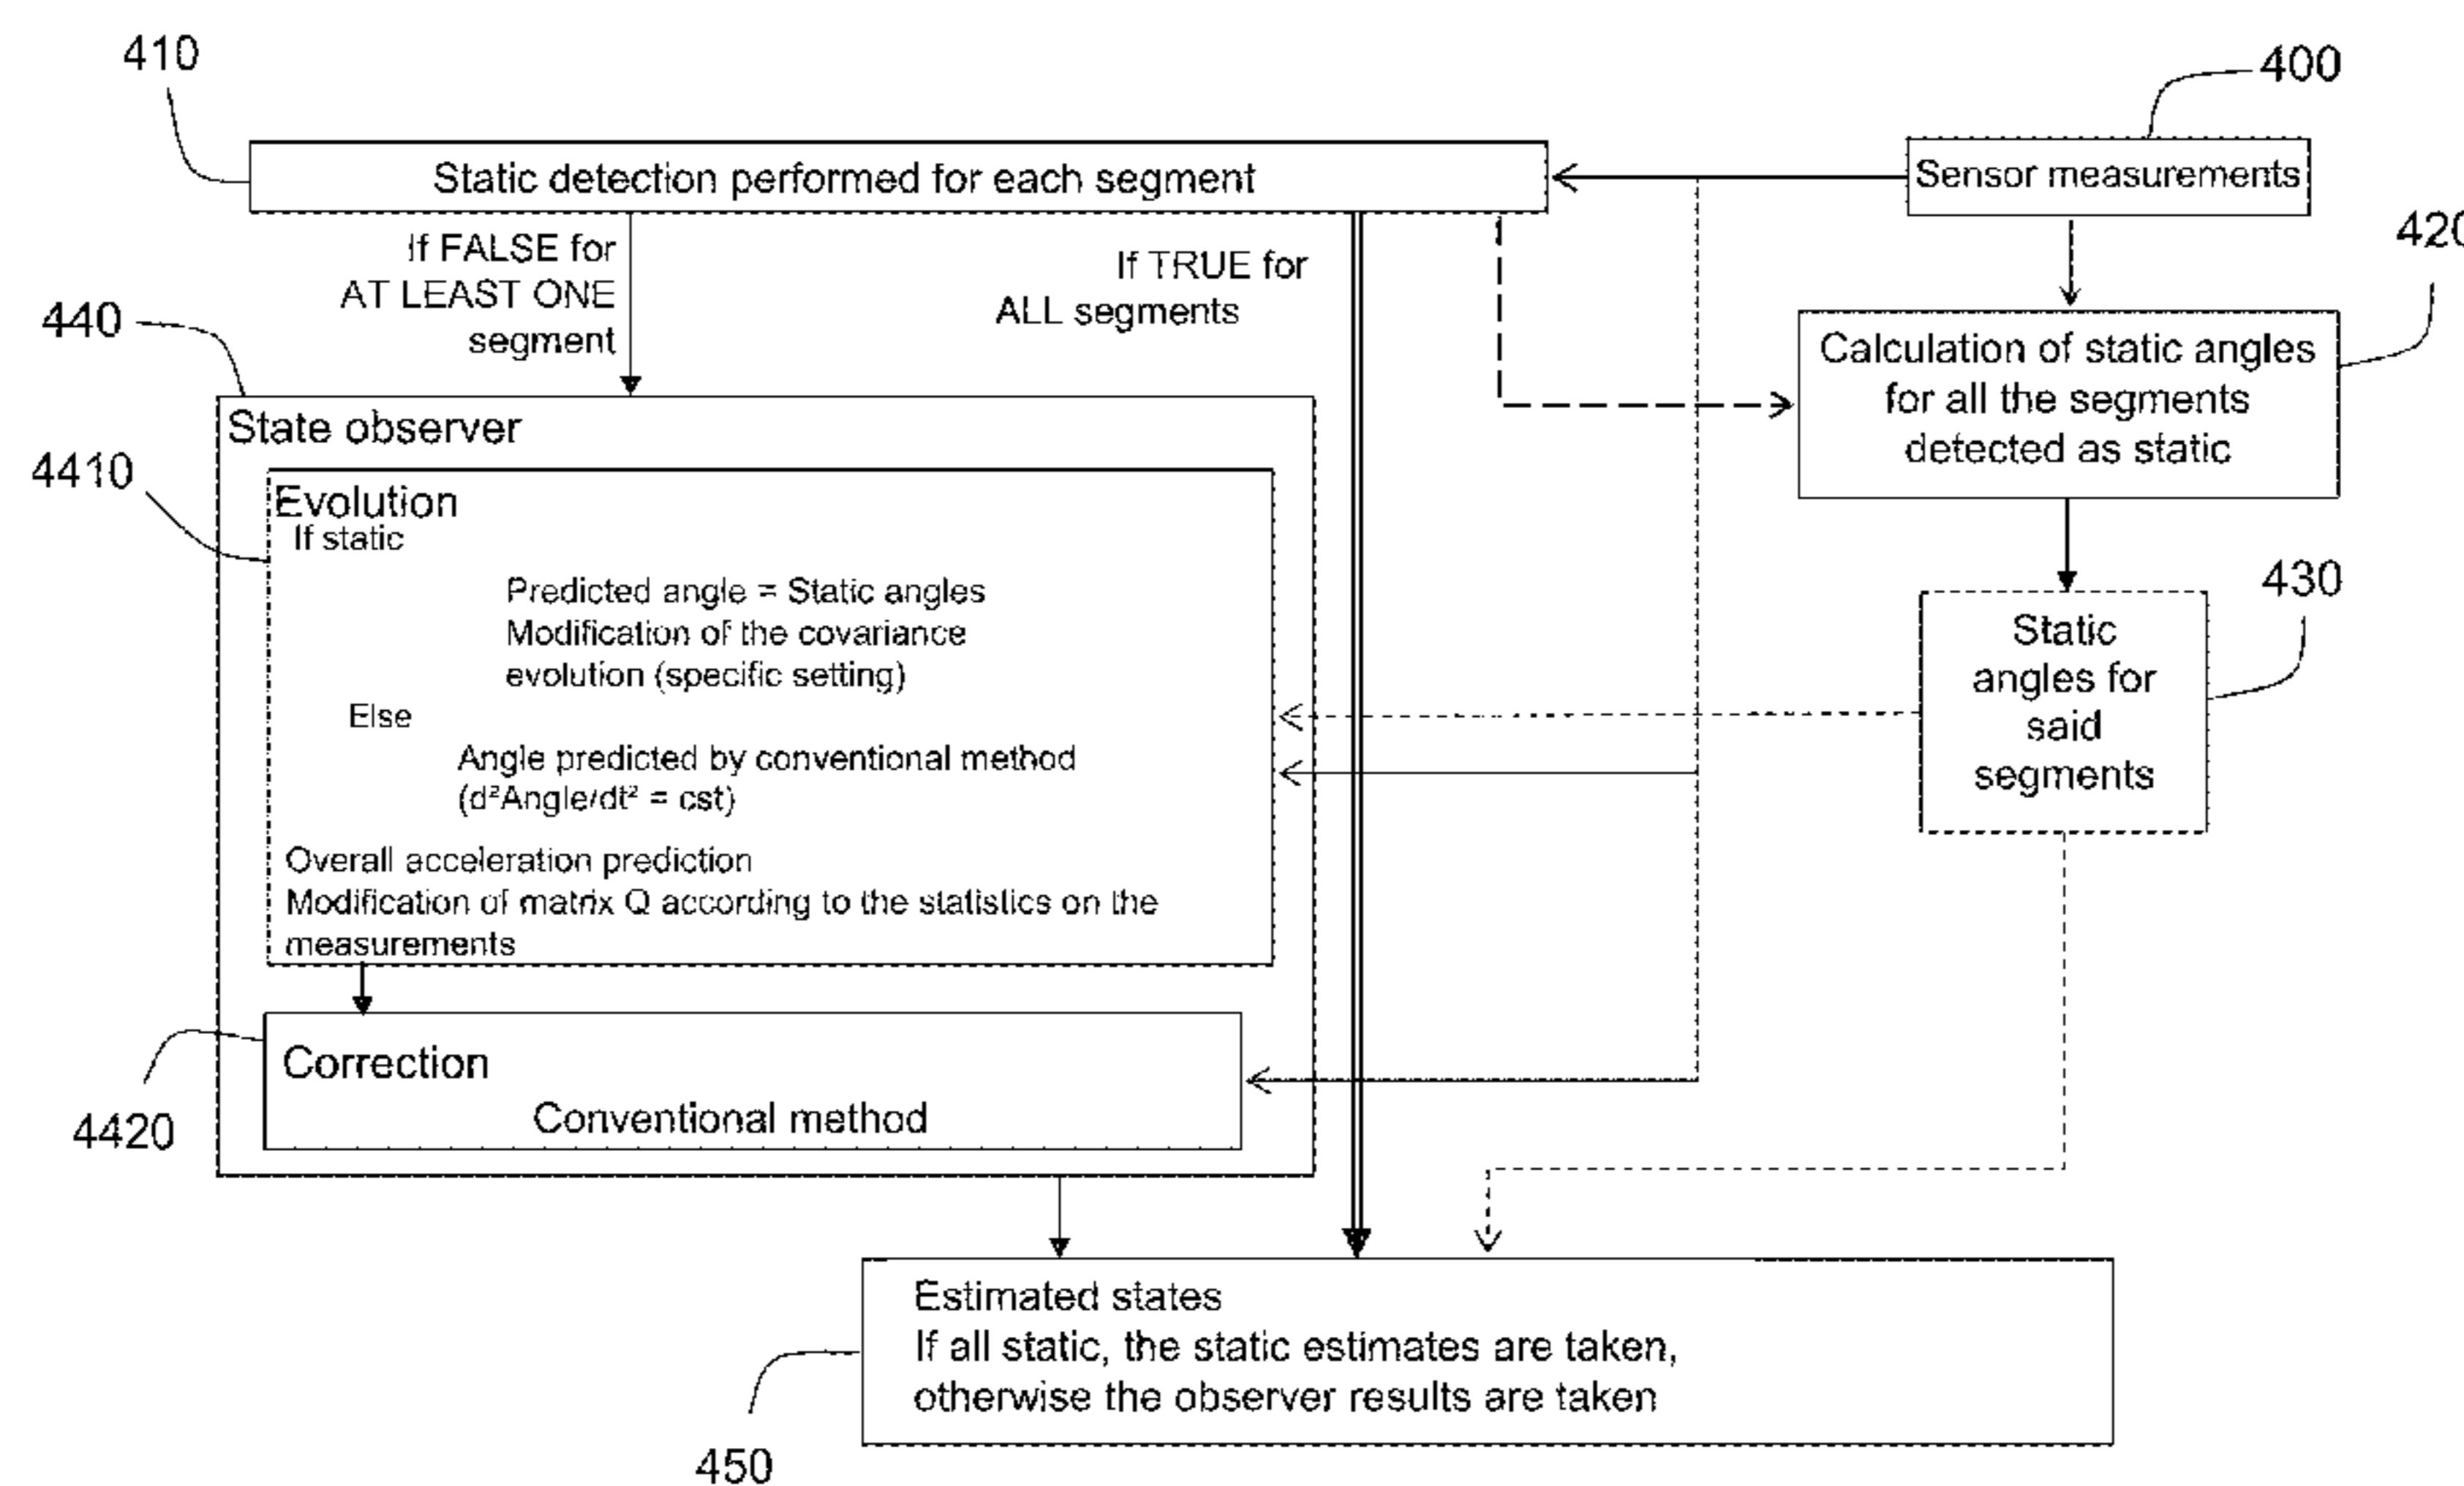 410
400
Static detection performed for each segment
Sensor measurements
420
If FALSE for
AT LEAST ONE
segment
If TRUE for
ALL segments
440
Calculation of static angles
for all the segments
detected as static
State observer
4410
Evolution
If static
Predicted angle = Static angles
Modification of the covariance
evolution (specific setting)
Else
Angle predicted by conventional method
(d²Angle/dt² = cst)
Overall acceleration prediction
Modification of matrix Q according to the statistics on the
measurements
430
Static
angles for
said
segments
Correction
Conventional method
4420
Estimated states
If all static, the static estimates are taken,
otherwise the observer results are taken
450